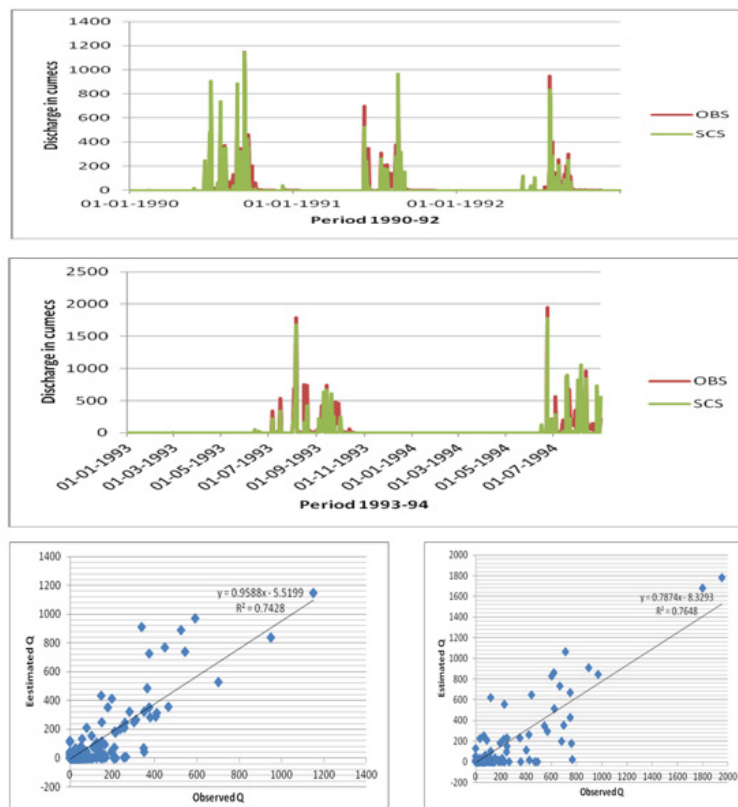 1400
1200
1000
800
600
400
200
0
Discharge in cumecs
01-01-1990
01-01-1991
01-01-1992
Period 1990-92
OBS
SCS
2500
2000
1500
1000
500
0
Discharge in cumecs
01-01-1993
01-03-1993
01-05-1993
01-07-1993
01-09-1993
01-11-1993
01-01-1994
01-03-1994
01-05-1994
01-07-1994
Period 1993-94
OBS
SCS
1400
1200
1000
800
600
400
200
0
-200
Eestimated Q
y = 0.9588x - 5.5199
R² = 0.7428
0 200 400 600 800 1000 1200 1400
Observed Q
2000
1800
1600
1400
1200
1000
800
600
400
200
0
-200
Eestimated Q
y = 0.7874x - 8.3293
R² = 0.7648
0 200 400 600 800 1000 1200 1400 1600 1800 2000
Observed Q